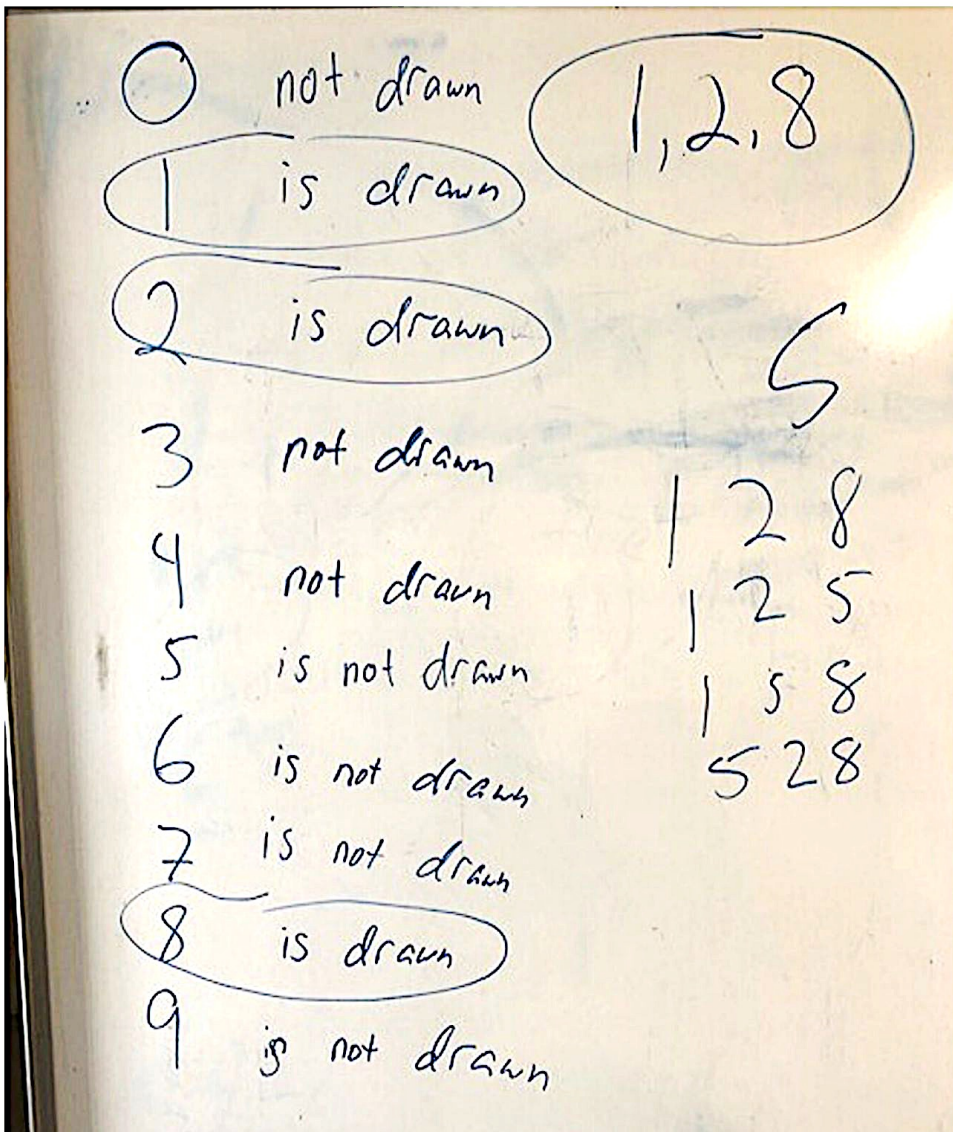 0 not drawn
1 is drawn
2 is drawn
3 not drawn
4 not drawn
5 is not drawn
6 is not drawn
7 is not drawn
8 is drawn
9 is not drawn
1,2,8
5
1 2 8
1 2 5
1 5 8
5 2 8